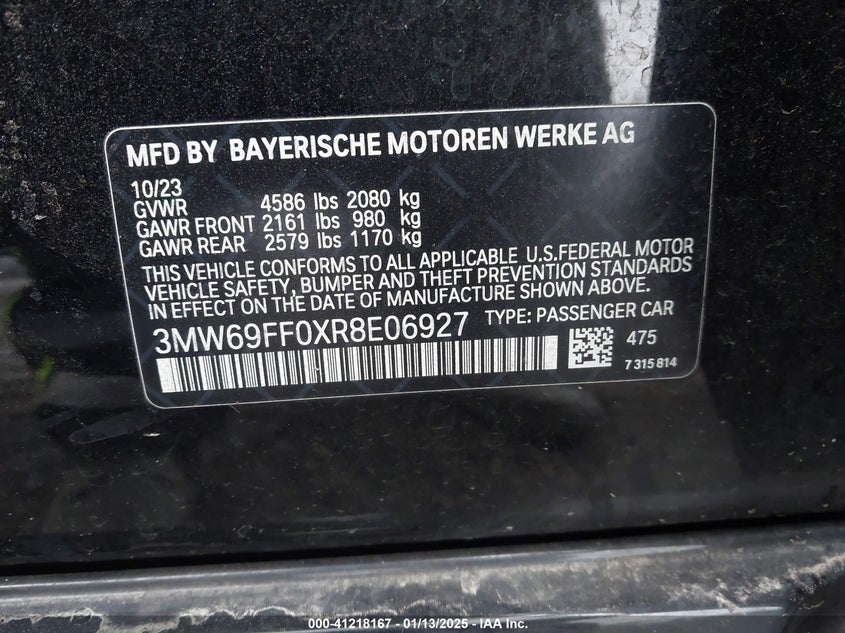 MFD BY BAYERISCHE MOTOREN WERKE AG
10/23
GVWR 4586 lbs 2080 kg
GAWR FRONT 2161 lbs 980 kg
GAWR REAR 2579 lbs 1170 kg
THIS VEHICLE CONFORMS TO ALL APPLICABLE U.S.FEDERAL MOTOR
VEHICLE SAFETY, BUMPER AND THEFT PREVENTION STANDARDS
IN EFFECT ON THE DATE OF MANUFACTURE SHOWN ABOVE.
3MW69FF0XR8E06927 TYPE: PASSENGER CAR
475
7 315 814
000-41218167 - 01/13/2025 - IAA Inc.